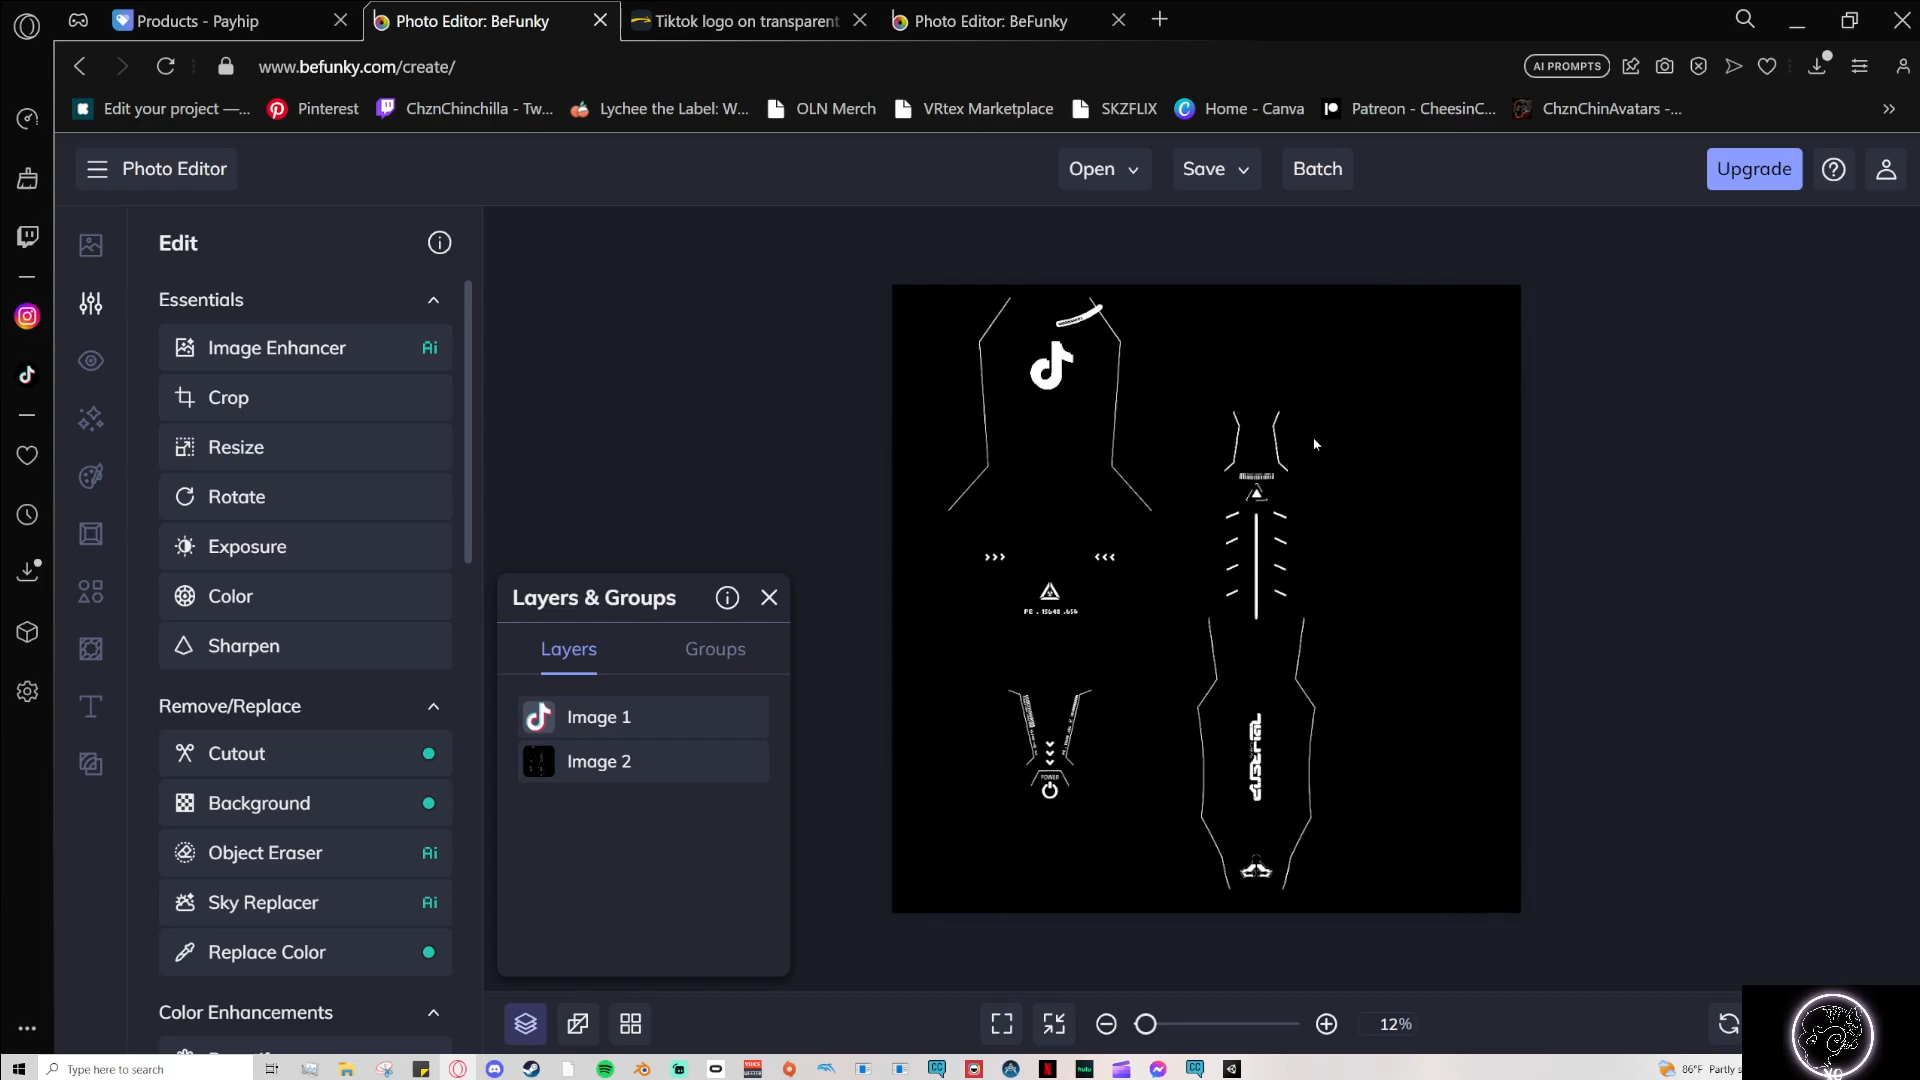 Products - Payhip
Photo Editor: BeFunky
Tiktok logo on transparent
Photo Editor: BeFunky
www.befunky.com/create/
AI PROMPTS
Edit your project —...
Pinterest
ChznChinchilla - Tw...
Lychee the Label: W...
OLN Merch
VRtex Marketplace
SKZFLIX
Home - Canva
Patreon - CheesinC...
ChznChinAvatars -...
Photo Editor
Open
Save
Batch
Upgrade
Edit
Essentials
Image Enhancer
Ai
Crop
Resize
Rotate
Exposure
Color
Sharpen
Remove/Replace
Cutout
Background
Object Eraser
Ai
Sky Replacer
Ai
Replace Color
Color Enhancements
Layers & Groups
Layers
Groups
Image 1
Image 2
POWER
12%
Type here to search
86°F Partly s